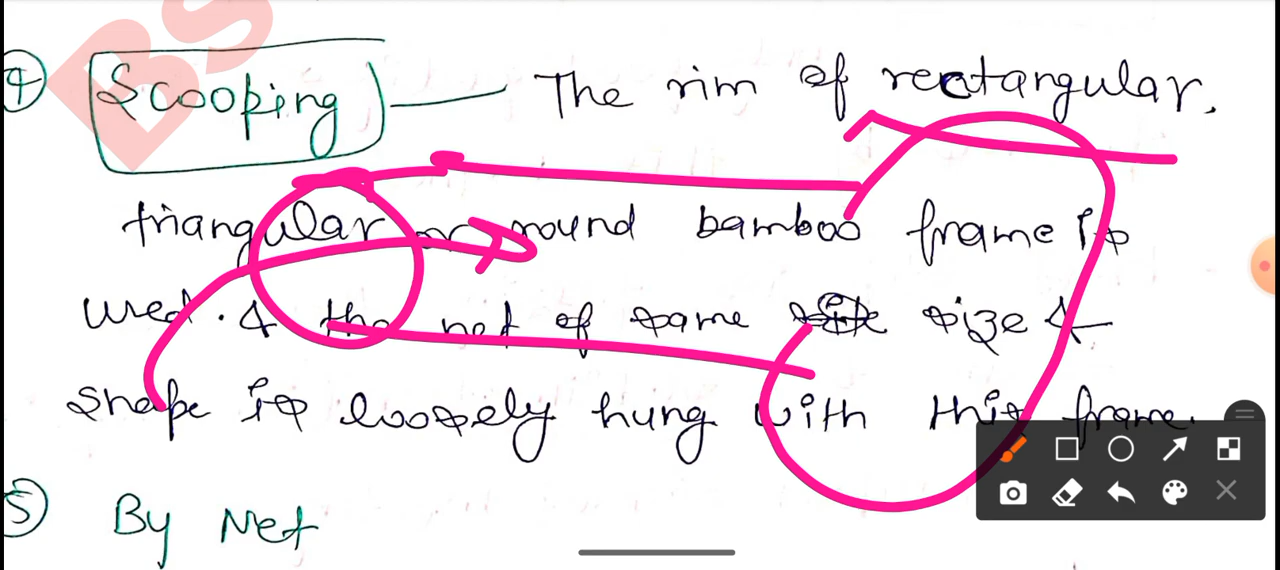 BS
④ Scooping — The rim of rectangular.
triangular or round bamboo frame is
used. & the net of same size &
shape is loosely hung with this frame.
⑤ By Net